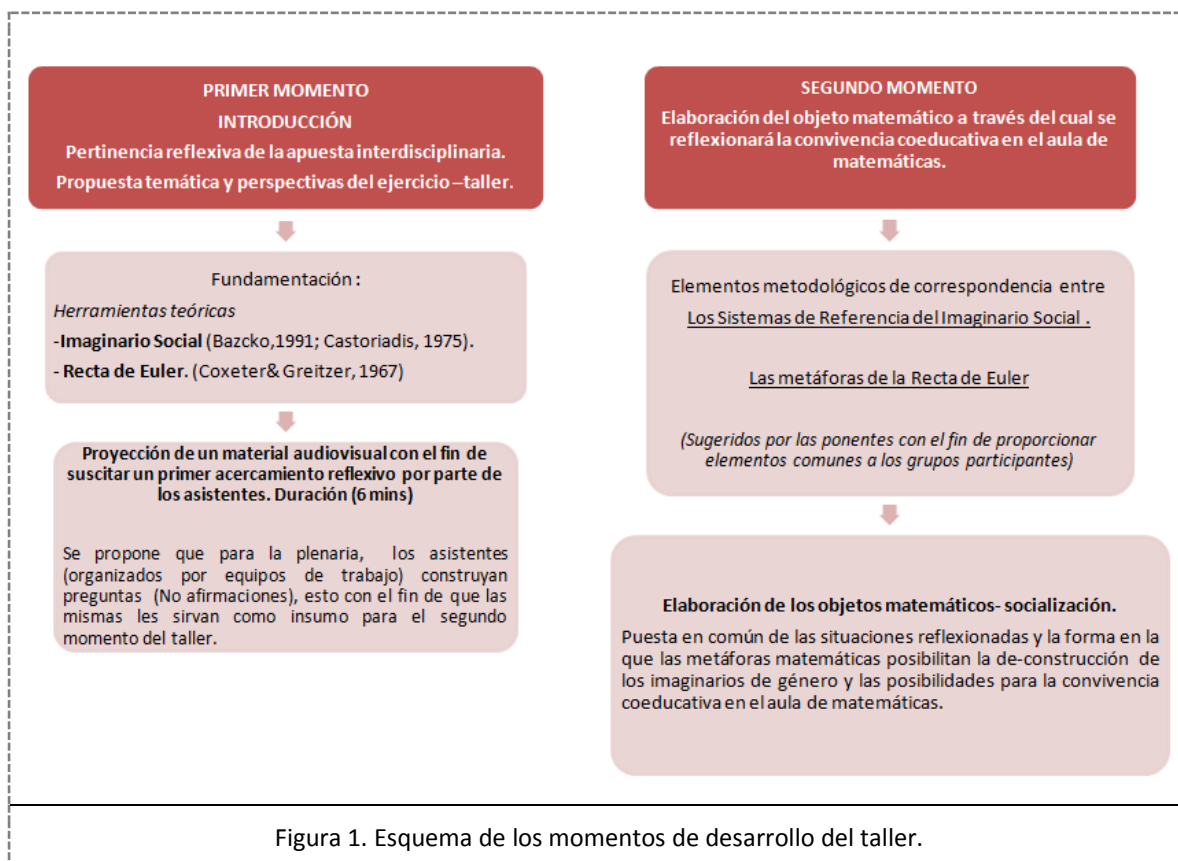 PRIMER MOMENTO
INTRODUCCIÓN
Pertinencia reflexiva de la apuesta interdisciplinaria.
Propuesta temática y perspectivas del ejercicio –taller.
Fundamentación :
Herramientas teóricas
-Imaginario Social (Bazcko,1991; Castoriadis, 1975).
- Recta de Euler. (Coxeter& Greitzer, 1967)
Proyección de un material audiovisual con el fin de
suscitar un primer acercamiento reflexivo por parte de
los asistentes. Duración (6 mins)
Se propone que para la plenaria, los asistentes
(organizados por equipos de trabajo) construyan
preguntas (No afirmaciones), esto con el fin de que las
mismas les sirvan como insumo para el segundo
momento del taller.
SEGUNDO MOMENTO
Elaboración del objeto matemático a través del cual se
reflexionará la convivencia coeducativa en el aula de
matemáticas.
Elementos metodológicos de correspondencia entre
Los Sistemas de Referencia del Imaginario Social .
Las metáforas de la Recta de Euler
(Sugeridos por las ponentes con el fin de proporcionar
elementos comunes a los grupos participantes)
Elaboración de los objetos matemáticos- socialización.
Puesta en común de las situaciones reflexionadas y la forma en la
que las metáforas matemáticas posibilitan la de-construcción de
los imaginarios de género y las posibilidades para la convivencia
coeducativa en el aula de matemáticas.
Figura 1. Esquema de los momentos de desarrollo del taller.